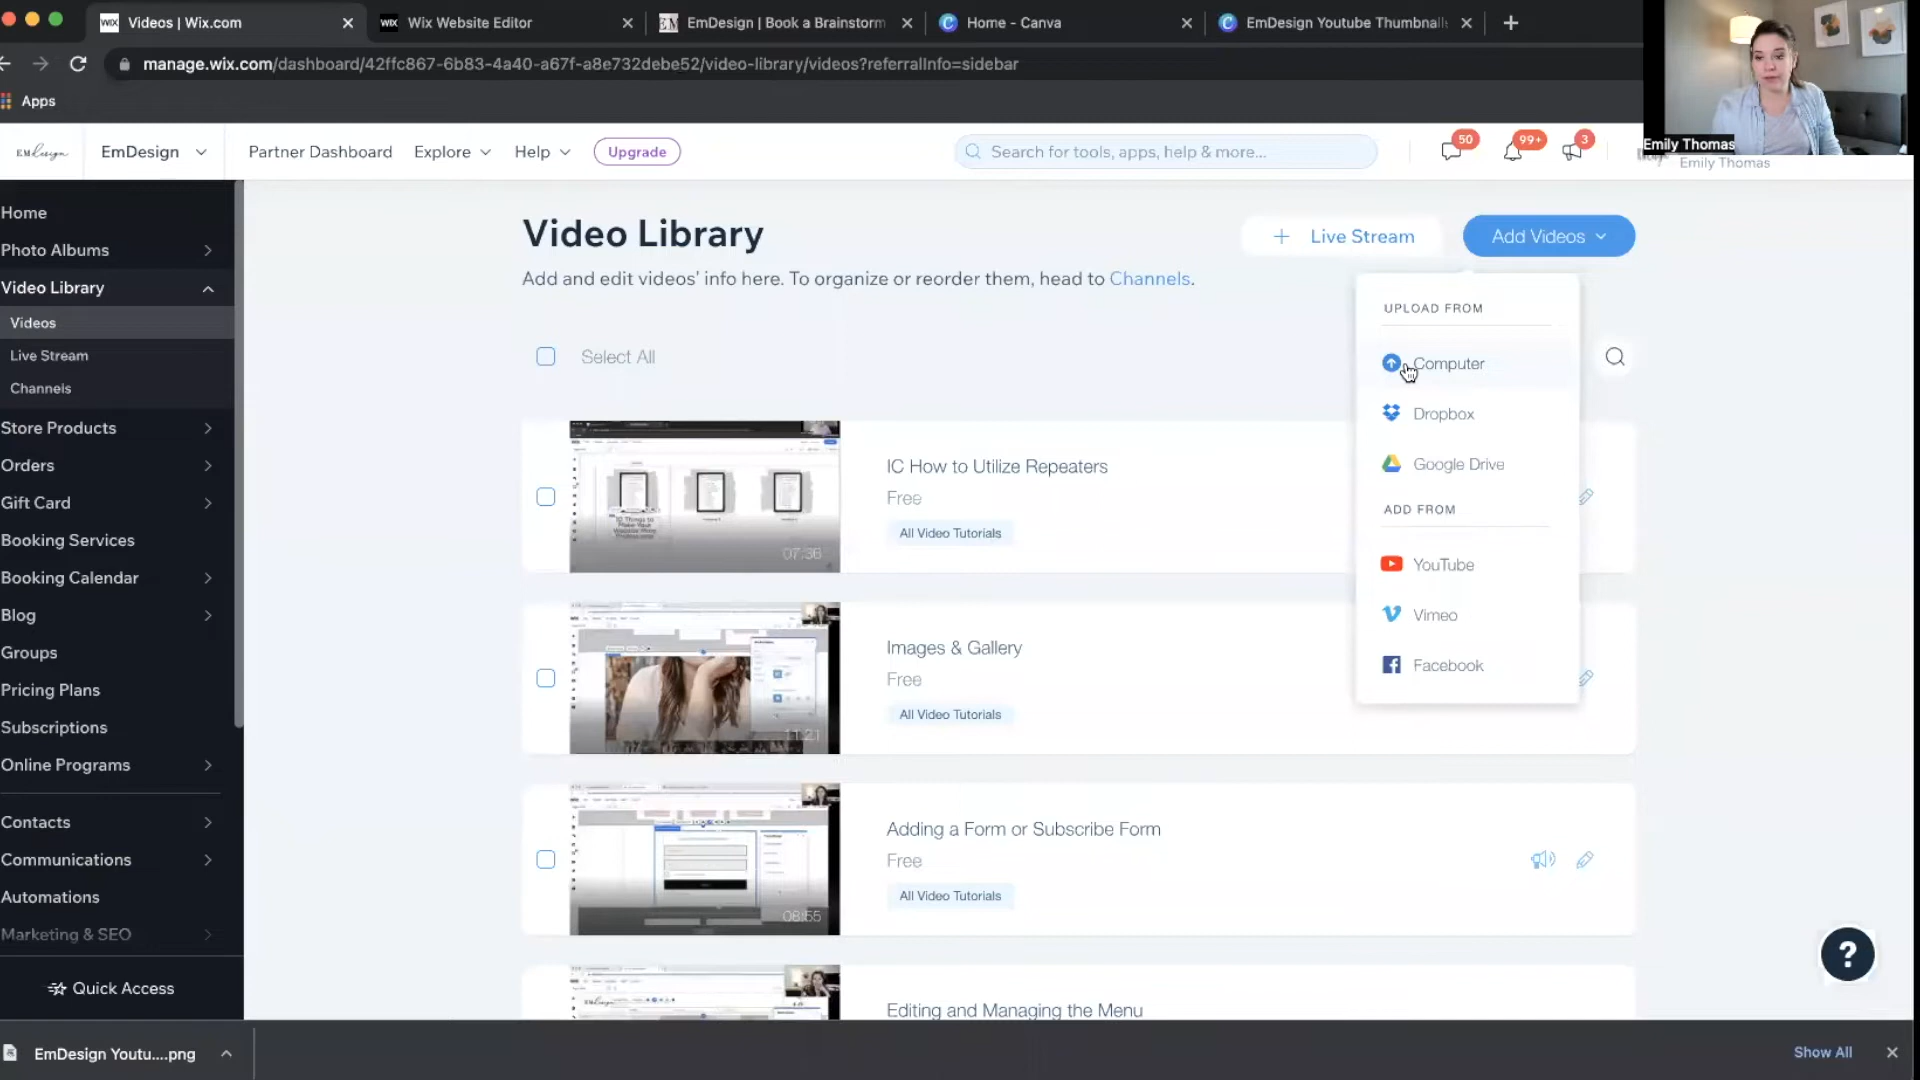 Videos | Wix.com
Wix Website Editor
EmDesign | Book a Brainstorm
Home - Canva
EmDesign Youtube Thumbnails
manage.wix.com/dashboard/42ffc867-6b83-4a40-a67f-a8e732debe52/video-library/videos?referralInfo=sidebar
Apps
EmDesign
Partner Dashboard
Explore
Help
Upgrade
Search for tools, apps, help & more...
50
99+
3
Emily Thomas
Emily Thomas
Home
Photo Albums
Video Library
Videos
Live Stream
Channels
Store Products
Orders
Gift Card
Booking Services
Booking Calendar
Blog
Groups
Pricing Plans
Subscriptions
Online Programs
Contacts
Communications
Automations
Marketing & SEO
Quick Access
Video Library
Add and edit videos' info here. To organize or reorder them, head to Channels.
+ Live Stream
Add Videos
Select All
UPLOAD FROM
Computer
Dropbox
Google Drive
ADD FROM
YouTube
Vimeo
Facebook
07:36
IC How to Utilize Repeaters
Free
All Video Tutorials
11:21
Images & Gallery
Free
All Video Tutorials
08:55
Adding a Form or Subscribe Form
Free
All Video Tutorials
Editing and Managing the Menu
?
EmDesign Youtu....png
Show All